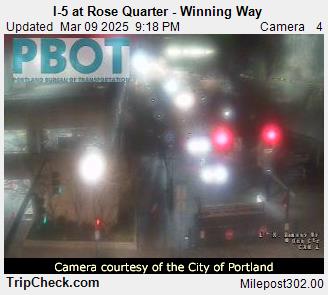 I-5 at Rose Quarter - Winning Way
Updated Mar 09 2025 9:18 PM Camera 4
PBOT
PORTLAND BUREAU OF TRANSPORTATION
Camera courtesy of the City of Portland
TripCheck.com Milepost302.00